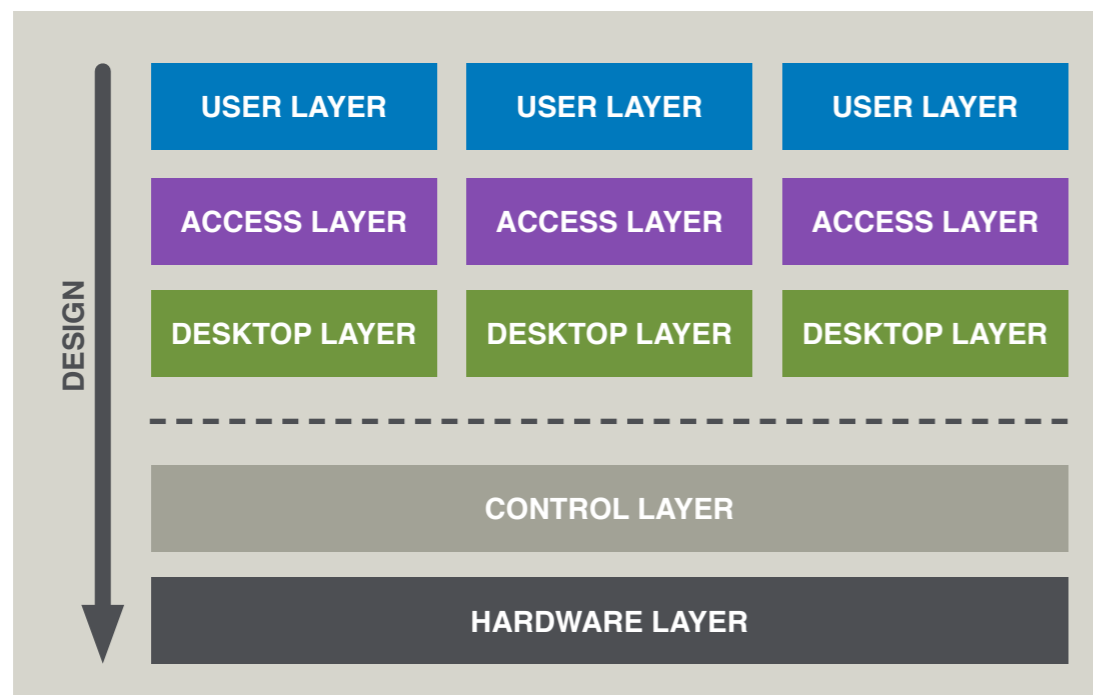 DESIGN
USER LAYER
USER LAYER
USER LAYER
ACCESS LAYER
ACCESS LAYER
ACCESS LAYER
DESKTOP LAYER
DESKTOP LAYER
DESKTOP LAYER
CONTROL LAYER
HARDWARE LAYER